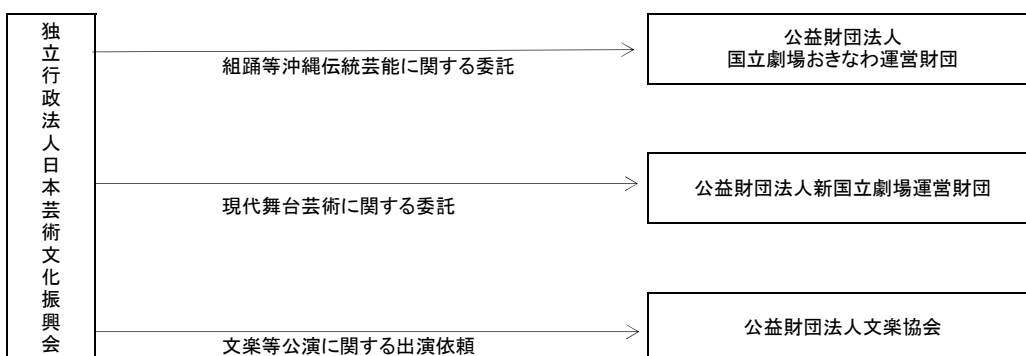 独立行政法人日本芸術文化振興会
組踊等沖縄伝統芸能に関する委託
公益財団法人
国立劇場おきなわ運営財団
現代舞台芸術に関する委託
公益財団法人新国立劇場運営財団
文楽等公演に関する出演依頼
公益財団法人文楽協会